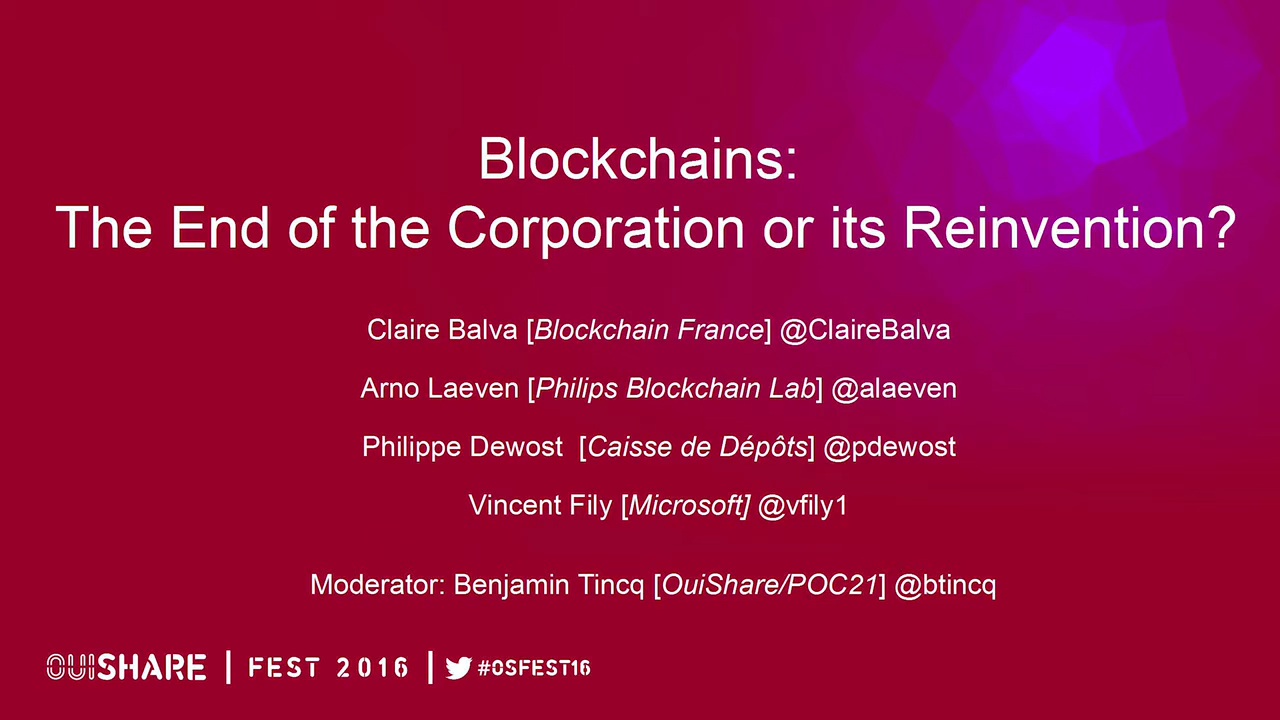 Blockchains:
The End of the Corporation or its Reinvention?
Claire Balva [Blockchain France] @ClaireBalva
Arno Laeven [Philips Blockchain Lab] @alaeven
Philippe Dewost [Caisse de Dépôts] @pdewost
Vincent Fily [Microsoft] @vfily1
Moderator: Benjamin Tincq [OuiShare/POC21] @btincq
OUISHARE | FEST 2016 | #OSFEST16